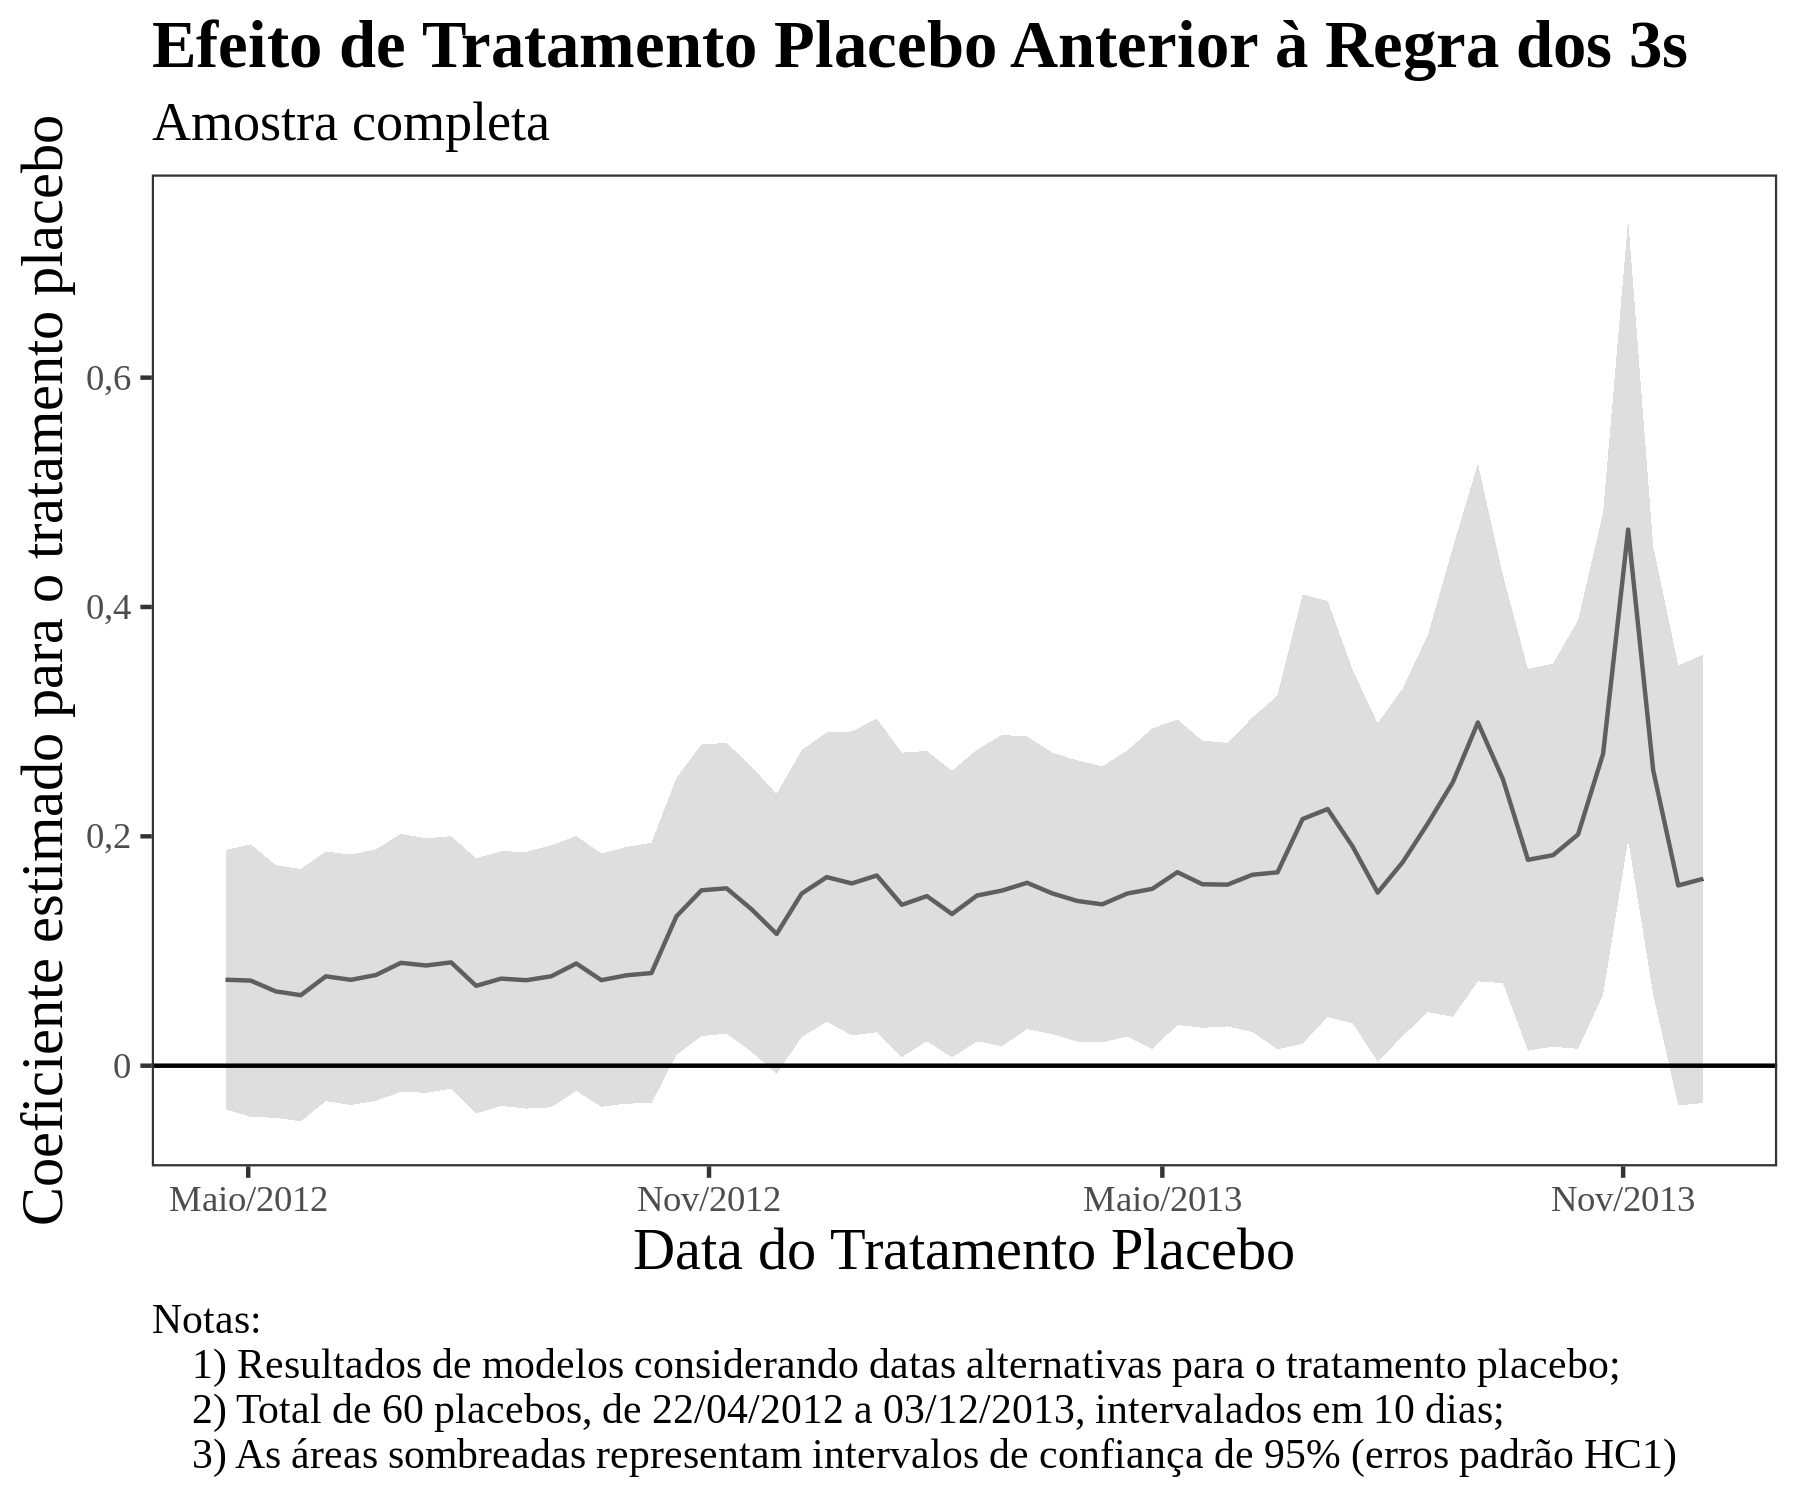 Efeito de Tratamento Placebo Anterior à Regra dos 3s
Amostra completa
Coeficiente estimado para o tratamento placebo
0,6
0,4
0,2
0
Maio/2012
Nov/2012
Maio/2013
Nov/2013
Data do Tratamento Placebo
Notas:
1) Resultados de modelos considerando datas alternativas para o tratamento placebo;
2) Total de 60 placebos, de 22/04/2012 a 03/12/2013, intervalados em 10 dias;
3) As áreas sombreadas representam intervalos de confiança de 95% (erros padrão HC1)